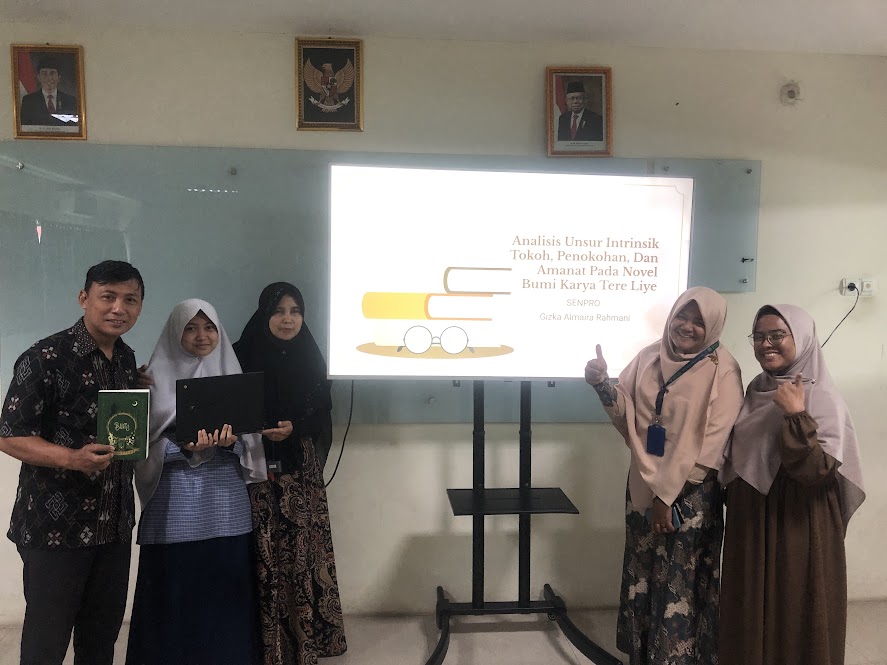 Analisis Unsur Intrinsik
Tokoh, Penokohan, Dan
Amanat Pada Novel
Bumi Karya Tere Liye
SENPRO
Gizka Almaira Rahmani